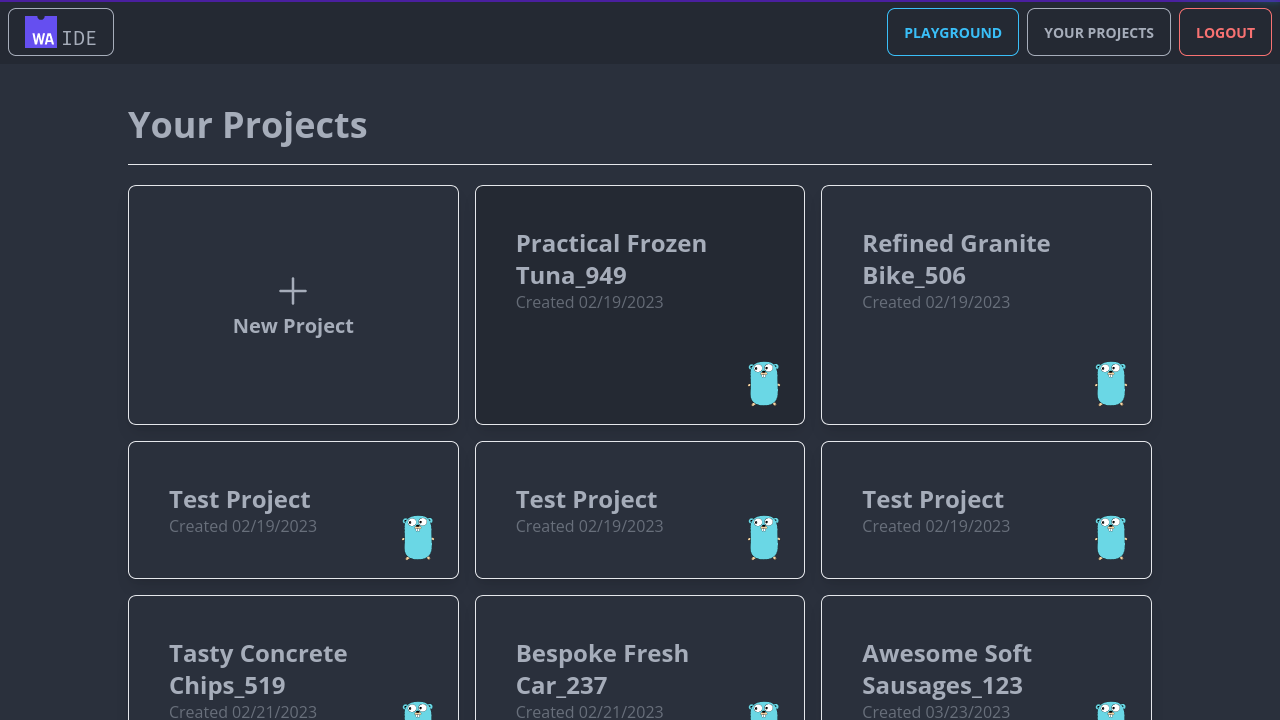 WA IDE
PLAYGROUND
YOUR PROJECTS
LOGOUT
Your Projects
New Project
Practical Frozen
Tuna_949
Created 02/19/2023
Refined Granite
Bike_506
Created 02/19/2023
Test Project
Created 02/19/2023
Test Project
Created 02/19/2023
Test Project
Created 02/19/2023
Tasty Concrete
Chips_519
Created 02/21/2023
Bespoke Fresh
Car_237
Created 02/21/2023
Awesome Soft
Sausages_123
Created 03/23/2023